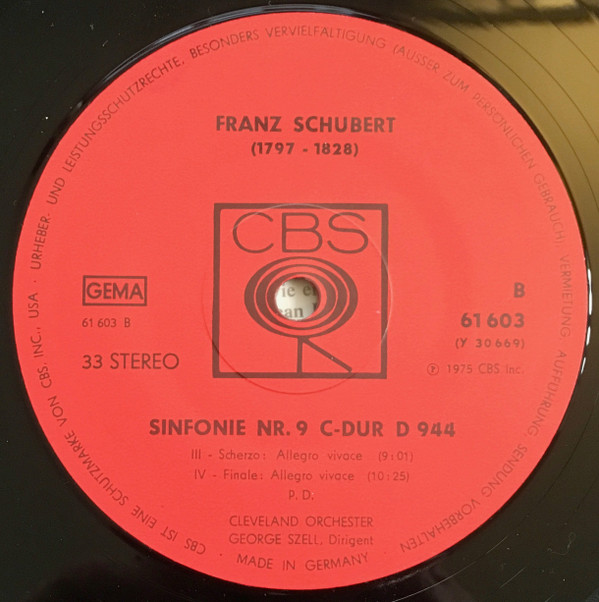 CBS IST EINE SCHUTZMARKE VON CBS, INC., USA · URHEBER- UND LEISTUNGSSCHUTZRECHTE, BESONDERS VERVIELFÄLTIGUNG (AUSSER ZUM PERSÖNLICHEN GEBRAUCH), VERMIETUNG AUFFÜHRUNG SENDUNG VORBEHALTEN
FRANZ SCHUBERT
(1797 - 1828)
CBS
GEMA
61 603 B
33 STEREO
B
61 603
(Y 30 669)
℗ 1975 CBS Inc.
SINFONIE NR. 9 C-DUR D 944
III - Scherzo: Allegro vivace (9:01)
IV - Finale: Allegro vivace (10:25)
P. D.
CLEVELAND ORCHESTER
GEORGE SZELL, Dirigent
· MADE IN GERMANY ·